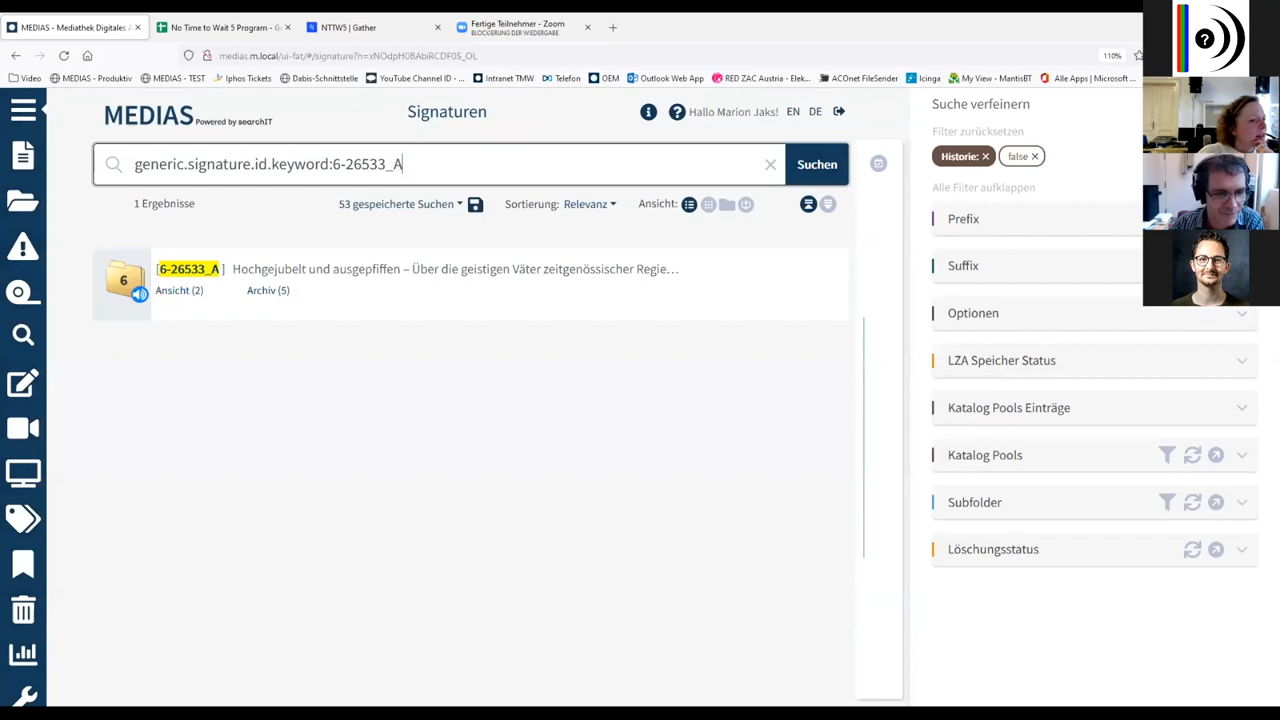 MEDIAS - Mediathek Digitales A
No Time to Wait 5 Program - G
NTTW5 | Gather
Fertige Teilnehmer - Zoom
BLOCKIERUNG DER WIEDERGABE
medias.m.local/ui-fat/#/signature?h=xNOdpH0BAbiRCDF0S_OL
110%
Video
MEDIAS - Produktiv
MEDIAS - TEST
Iphos Tickets
Dabis-Schnittstelle
YouTube Channel ID - ...
Intranet TMW
Telefon
OEM
Outlook Web App
RED ZAC Austria - Elek...
ACOnet FileSender
Icinga
My View - MantisBT
Alle Apps | Microsoft ...
MEDIAS Powered by searchIT
Signaturen
Hallo Marion Jaks!
EN
DE
generic.signature.id.keyword:6-26533_A
Suchen
1 Ergebnisse
53 gespeicherte Suchen
Sortierung: Relevanz
Ansicht:
6
[6-26533_A ] Hochgejubelt und ausgepfiffen – Über die geistigen Väter zeitgenössischer Regie...
Ansicht (2)
Archiv (5)
Suche verfeinern
Filter zurücksetzen
Historie:
false
Alle Filter aufklappen
Prefix
Suffix
Optionen
LZA Speicher Status
Katalog Pools Einträge
Katalog Pools
Subfolder
Löschungsstatus
?